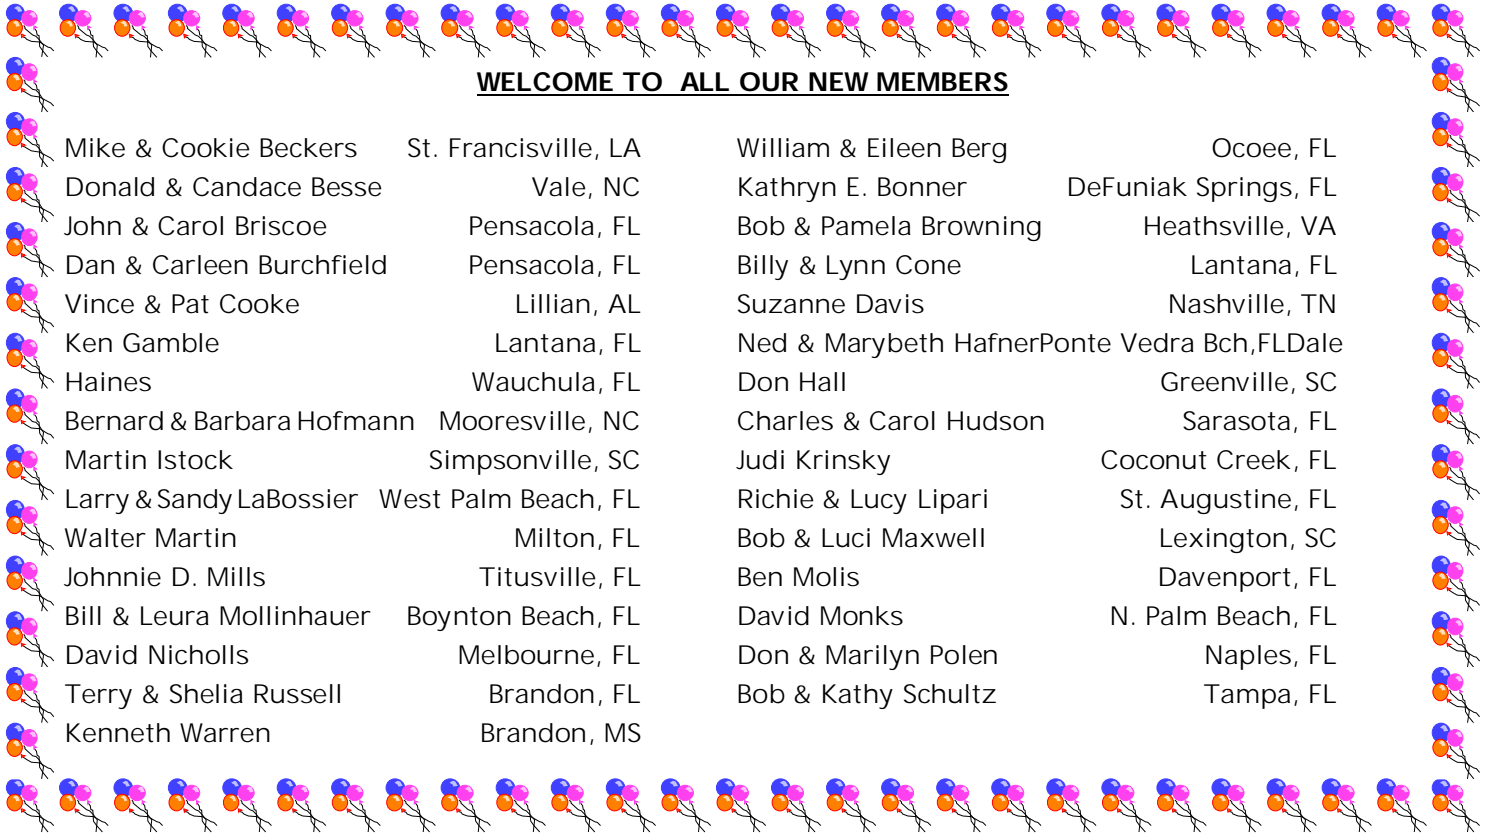 WELCOME TO ALL OUR NEW MEMBERS
Mike & Cookie Beckers St. Francisville, LA William & Eileen Berg Ocoee, FL
Donald & Candace Besse Vale, NC Kathryn E. Bonner DeFuniak Springs, FL
John & Carol Briscoe Pensacola, FL Bob & Pamela Browning Heathsville, VA
Dan & Carleen Burchfield Pensacola, FL Billy & Lynn Cone Lantana, FL
Vince & Pat Cooke Lillian, AL Suzanne Davis Nashville, TN
Ken Gamble Lantana, FL Ned & Marybeth HafnerPonte Vedra Bch,FLDale
Haines Wauchula, FL Don Hall Greenville, SC
Bernard & Barbara Hofmann Mooresville, NC Charles & Carol Hudson Sarasota, FL
Martin Istock Simpsonville, SC Judi Krinsky Coconut Creek, FL
Larry & Sandy LaBossier West Palm Beach, FL Richie & Lucy Lipari St. Augustine, FL
Walter Martin Milton, FL Bob & Luci Maxwell Lexington, SC
Johnnie D. Mills Titusville, FL Ben Molis Davenport, FL
Bill & Leura Mollinhauer Boynton Beach, FL David Monks N. Palm Beach, FL
David Nicholls Melbourne, FL Don & Marilyn Polen Naples, FL
Terry & Shelia Russell Brandon, FL Bob & Kathy Schultz Tampa, FL
Kenneth Warren Brandon, MS